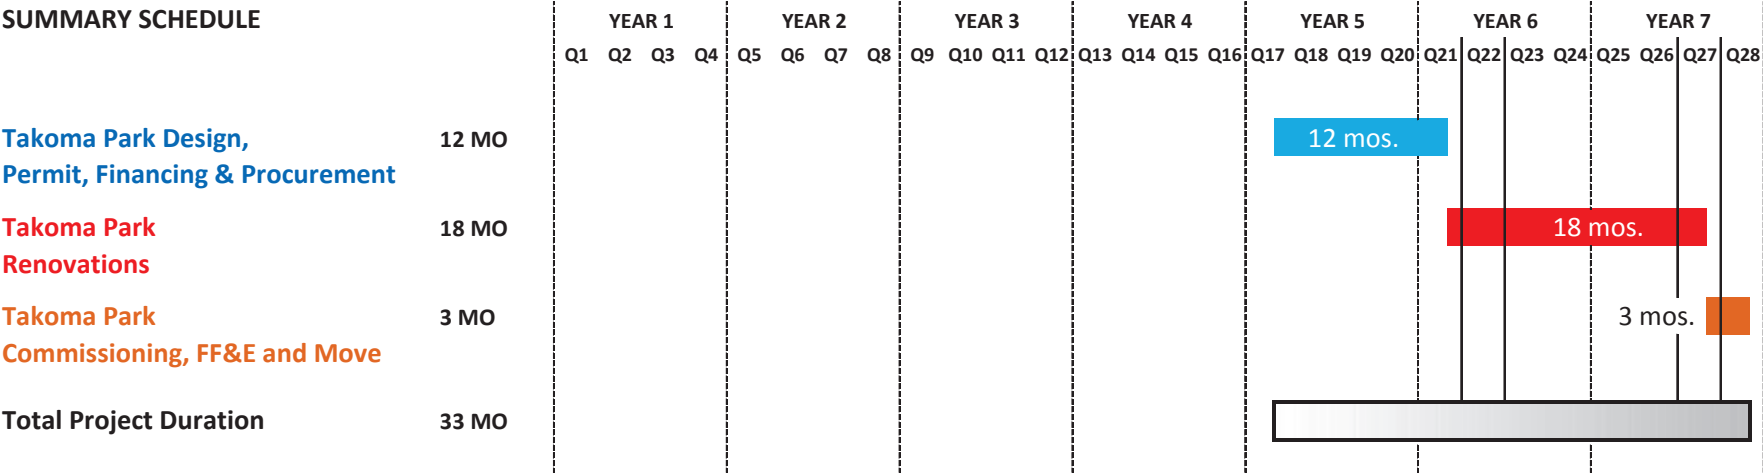 SUMMARY SCHEDULE YEAR 1 YEAR 2 YEAR 3 YEAR 4 YEAR 5 YEAR 6 YEAR 7
Q1 Q2 Q3 Q4 Q5 Q6 Q7 Q8 Q9 Q10 Q11 Q12 Q13 Q14 Q15 Q16 Q17 Q18 Q19 Q20 Q21 Q22 Q23 Q24 Q25 Q26 Q27 Q28
Takoma Park Design, 12 MO 12 mos.
Permit, Financing & Procurement
Takoma Park 18 MO 18 mos.
Renovations
Takoma Park 3 MO 3 mos.
Commissioning, FF&E and Move
Total Project Duration 33 MO